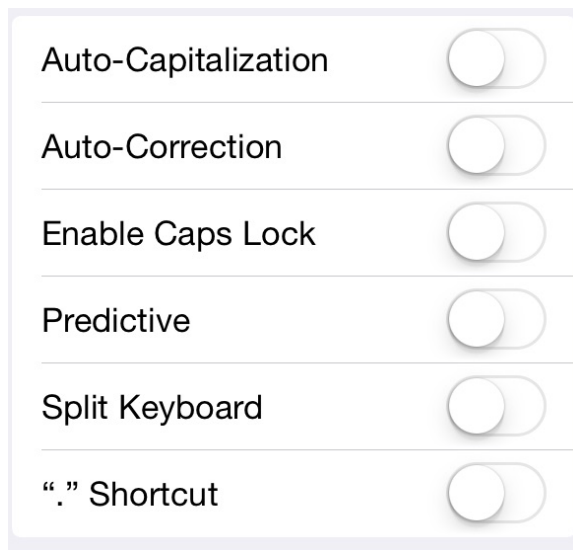 Auto-Capitalization
Auto-Correction
Enable Caps Lock
Predictive
Split Keyboard
“.” Shortcut